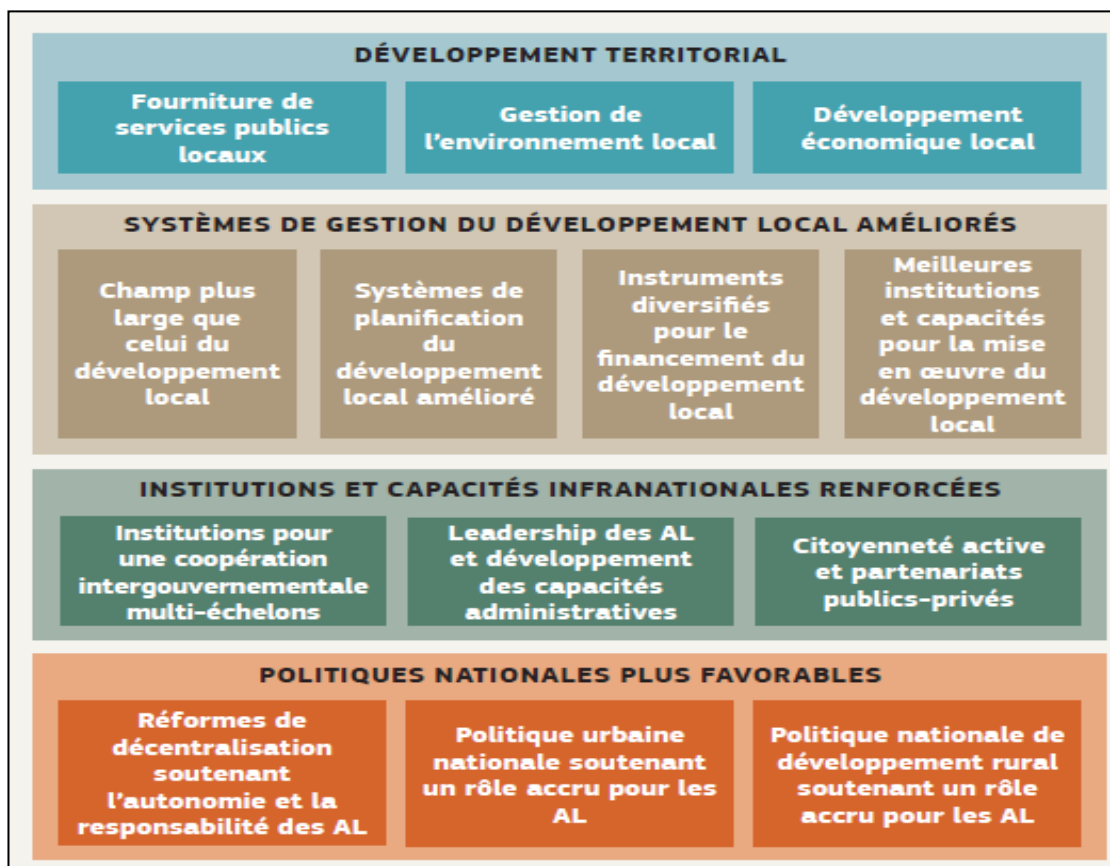 DÉVELOPPEMENT TERRITORIAL
Fourniture de
services publics
locaux
Gestion de
l'environnement local
Développement
économique local
SYSTÈMES DE GESTION DU DÉVELOPPEMENT LOCAL AMÉLIORÉS
Champ plus
large que
celui du
développement
local
Systèmes de
planification
du
développement
local amélioré
Instruments
diversifiés
pour le
financement du
développement
local
Meilleures
institutions
et capacités
pour la mise
en œuvre du
développement
local
INSTITUTIONS ET CAPACITÉS INFRANATIONALES RENFORCÉES
Institutions pour
une coopération
intergouvernementale
multi-échelons
Leadership des AL
et développement
des capacités
administratives
Citoyenneté active
et partenariats
publics-privés
POLITIQUES NATIONALES PLUS FAVORABLES
Réformes de
décentralisation
soutenant
l'autonomie et la
responsabilité des AL
Politique urbaine
nationale soutenant
un rôle accru pour les
AL
Politique nationale de
développement rural
soutenant un rôle
accru pour les AL